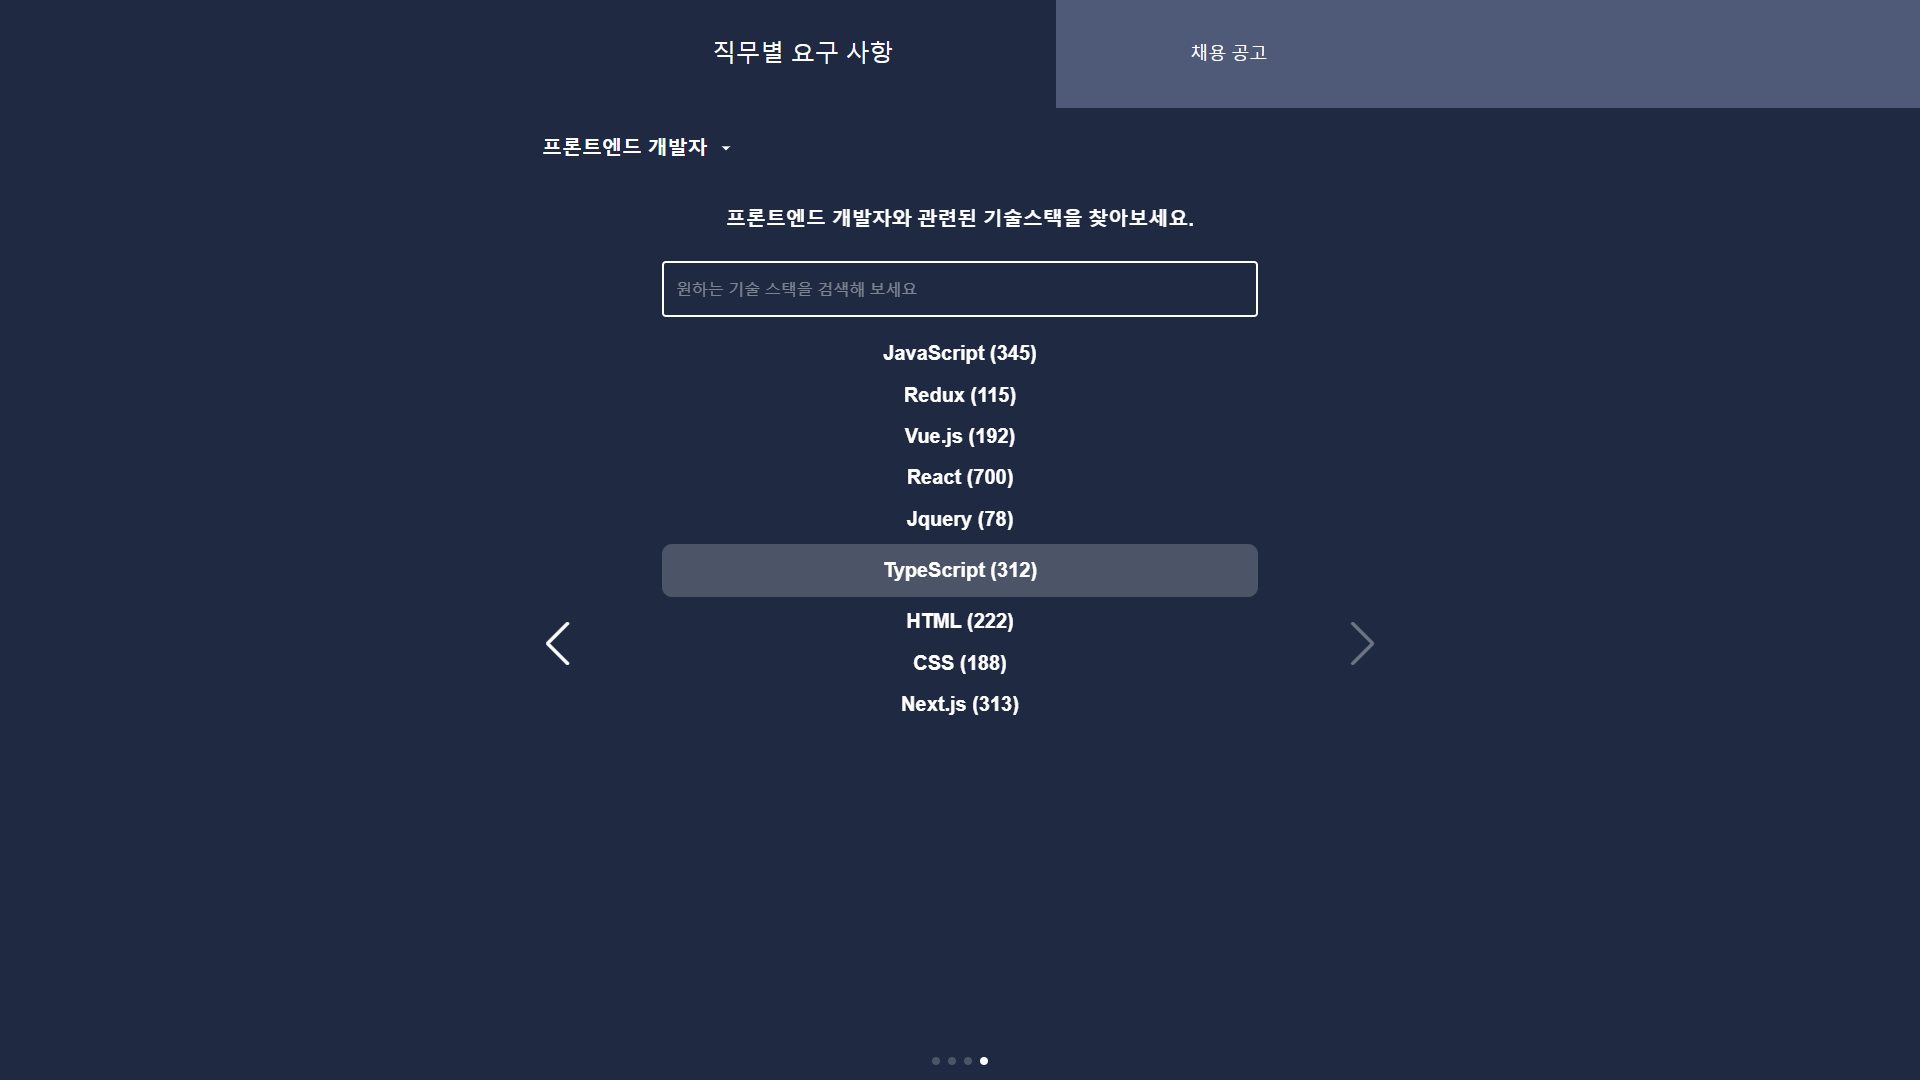 직무별 요구 사항
채용 공고
프론트엔드 개발자
프론트엔드 개발자와 관련된 기술스택을 찾아보세요.
원하는 기술 스택을 검색해 보세요
JavaScript (345)
Redux (115)
Vue.js (192)
React (700)
Jquery (78)
TypeScript (312)
HTML (222)
CSS (188)
Next.js (313)